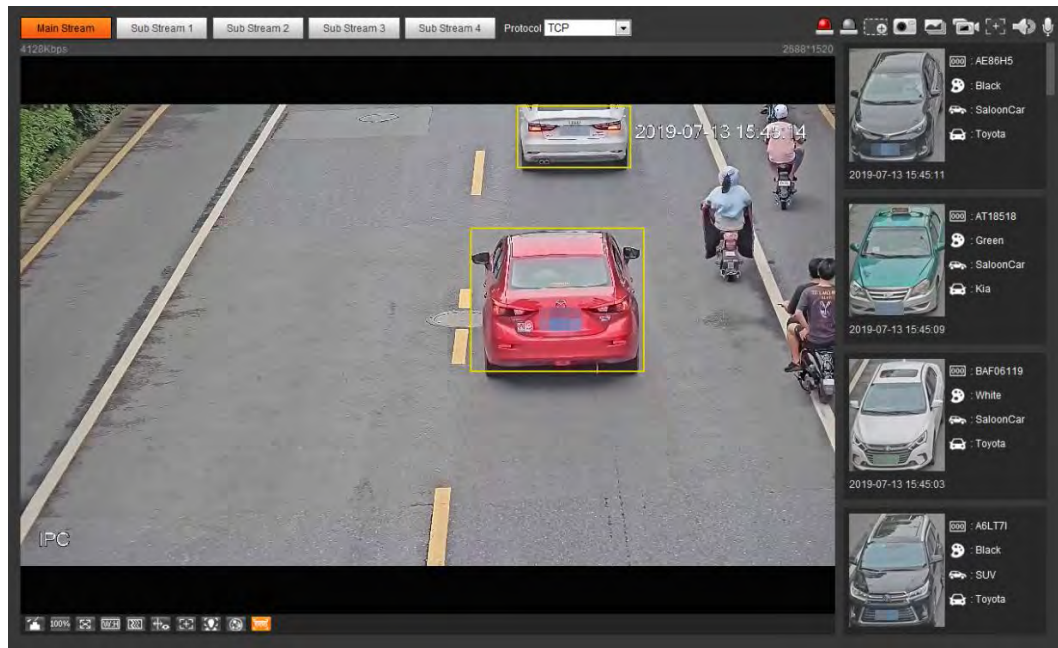 Main Stream
Sub Stream 1
Sub Stream 2
Sub Stream 3
Sub Stream 4
Protocol TCP
4128Kbps
2688*1520
2019-07-13 15:45:14
IPC
100%
W:H
: AE86H5
: Black
: SaloonCar
: Toyota
2019-07-13 15:45:11
: AT18518
: Green
: SaloonCar
: Kia
2019-07-13 15:45:09
: BAF06119
: White
: SaloonCar
: Toyota
2019-07-13 15:45:03
: A6LT7I
: Black
: SUV
: Toyota